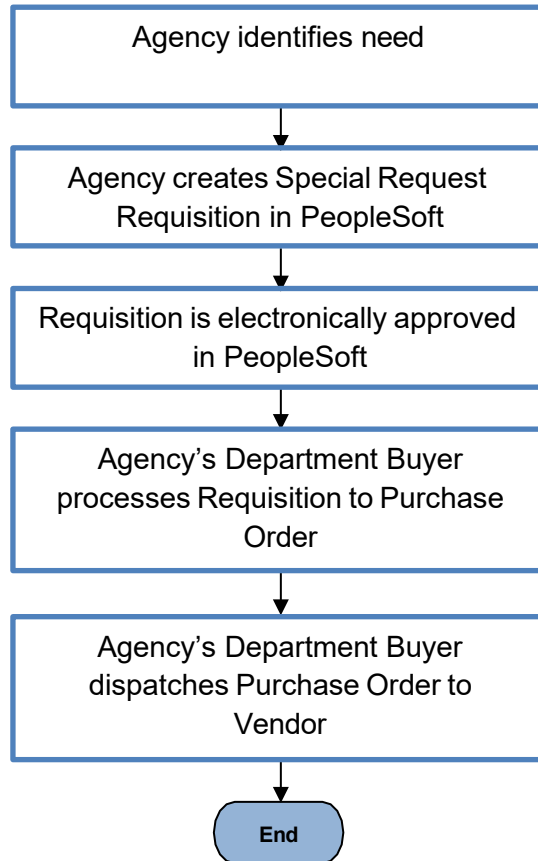 Agency identifies need
Agency creates Special Request
Requisition in PeopleSoft
Requisition is electronically approved
in PeopleSoft
Agency’s Department Buyer
processes Requisition to Purchase
Order
Agency’s Department Buyer
dispatches Purchase Order to
Vendor
End